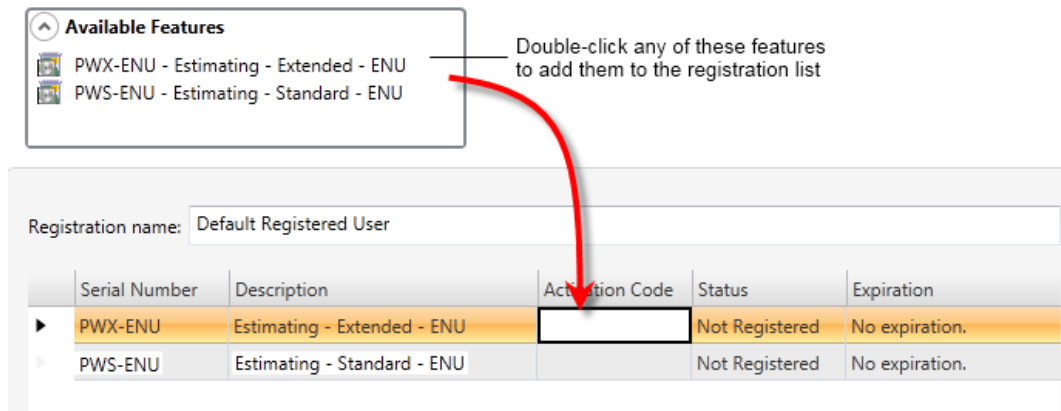 Available Features
PWX-ENU - Estimating - Extended - ENU
PWS-ENU - Estimating - Standard - ENU
Double-click any of these features
to add them to the registration list
Registration name: Default Registered User
Serial Number Description Activation Code Status Expiration
PWX-ENU Estimating - Extended - ENU Not Registered No expiration.
PWS-ENU Estimating - Standard - ENU Not Registered No expiration.